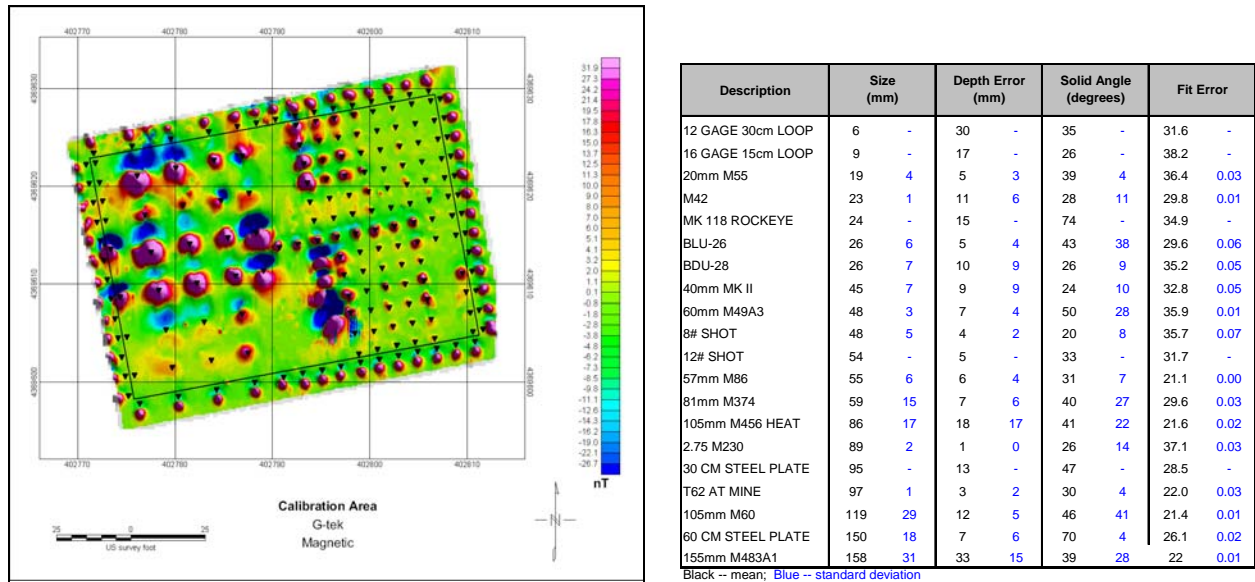 402770 402780 402790 402600 402610
4369630 4369630
4369620 4369620
4369610 4369610
4369600 4369600
402770 402780 402790 402600 402610
31.9
27.3
24.2
21.4
19.5
17.8
16.3
15.0
13.7
12.5
11.3
10.0
9.0
8.0
7.0
6.0
5.1
4.1
3.2
2.0
1.1
0.1
-0.8
-1.8
-2.8
-3.8
-4.8
-6.2
-7.3
-8.5
-9.8
-11.1
-12.6
-14.3
-16.2
-19.0
-22.1
-26.7
nT
Calibration Area
G-tek
Magnetic
25 0 25
US survey foot
N
Description Size (mm) Depth Error (mm) Solid Angle (degrees) Fit Error
12 GAGE 30cm LOOP 6 - 30 - 35 - 31.6 -
16 GAGE 15cm LOOP 9 - 17 - 26 - 38.2 -
20mm M55 19 4 5 3 39 4 36.4 0.03
M42 23 1 11 6 28 11 29.8 0.01
MK 118 ROCKEYE 24 - 15 - 74 - 34.9 -
BLU-26 26 6 5 4 43 38 29.6 0.06
BDU-28 26 7 10 9 26 9 35.2 0.05
40mm MK II 45 7 9 9 24 10 32.8 0.05
60mm M49A3 48 3 7 4 50 28 35.9 0.01
8# SHOT 48 5 4 2 20 8 35.7 0.07
12# SHOT 54 - 5 - 33 - 31.7 -
57mm M86 55 6 6 4 31 7 21.1 0.00
81mm M374 59 15 7 6 40 27 29.6 0.03
105mm M456 HEAT 86 17 18 17 41 22 21.6 0.02
2.75 M230 89 2 1 0 26 14 37.1 0.03
30 CM STEEL PLATE 95 - 13 - 47 - 28.5 -
T62 AT MINE 97 1 3 2 30 4 22.0 0.03
105mm M60 119 29 12 5 46 41 21.4 0.01
60 CM STEEL PLATE 150 18 7 6 70 4 26.1 0.02
155mm M483A1 158 31 33 15 39 28 22 0.01
Black -- mean; Blue -- standard deviation